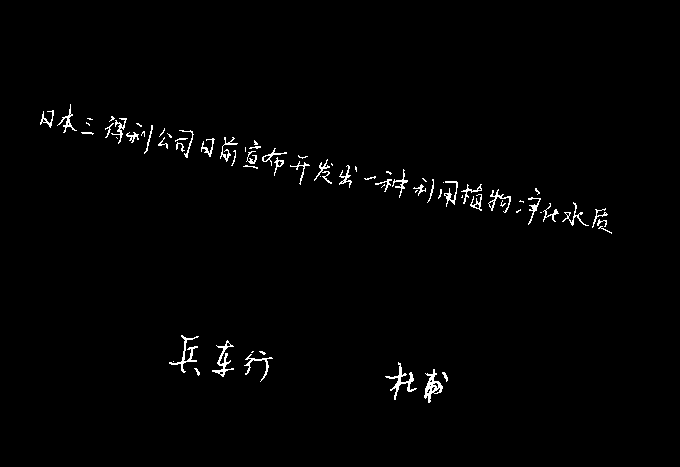 日本三得利公司日前宣布开发出一种利用植物净化水质
兵车行 杜甫